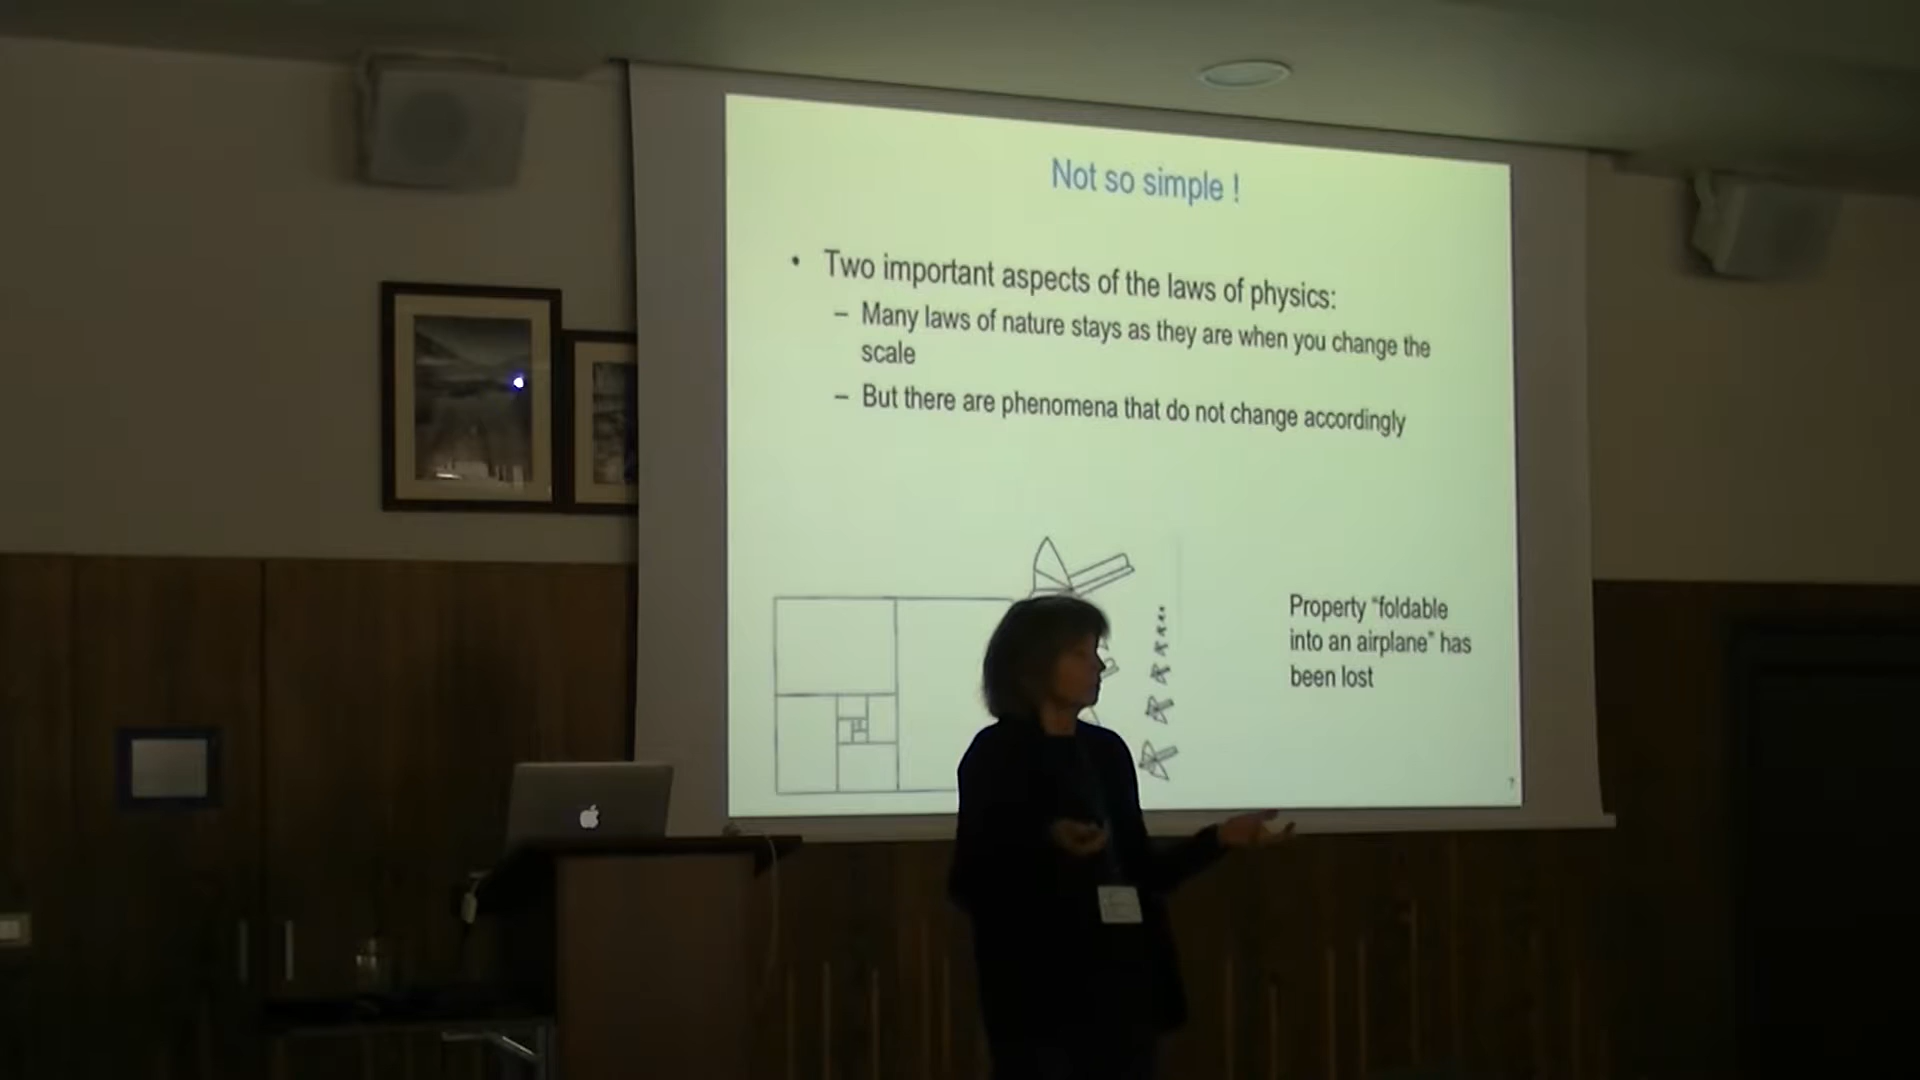 Not so simple !
• Two important aspects of the laws of physics:
– Many laws of nature stays as they are when you change the
scale
– But there are phenomena that do not change accordingly
Property “foldable
into an airplane” has
been lost
7